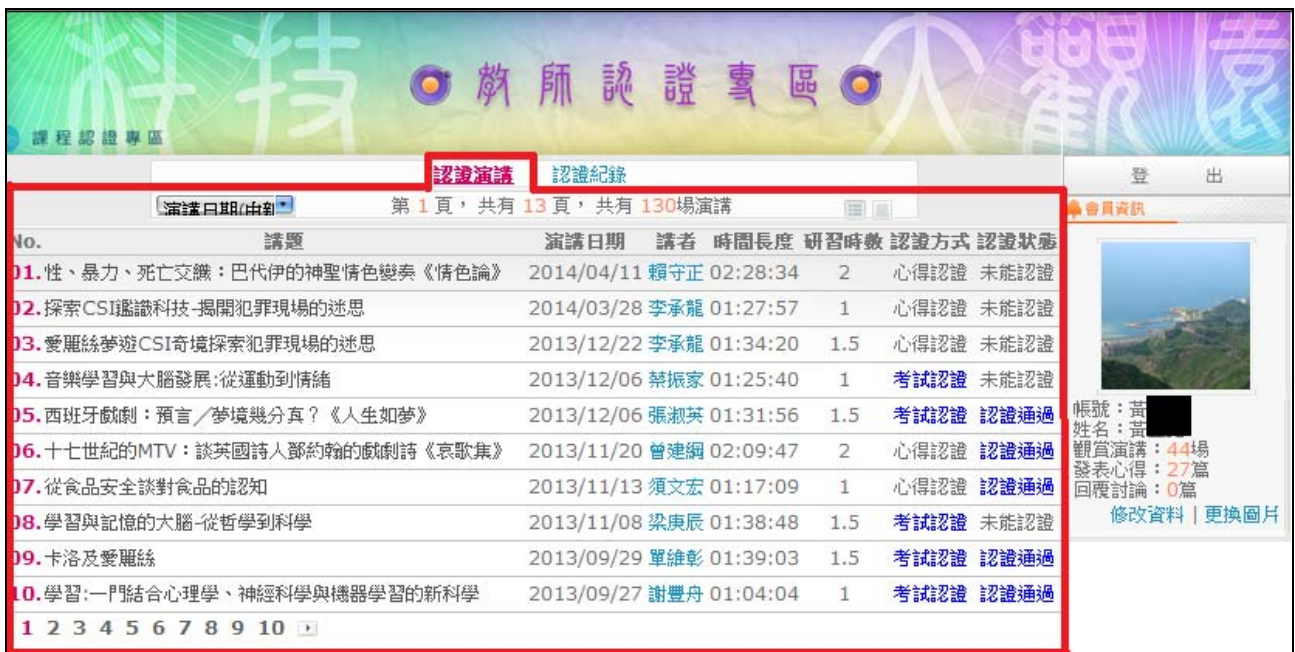 科技大觀園
教師認證專區
課程認證專區
認證演講 認證紀錄
登 出
演講日期(由新
第 1 頁，共有 13 頁，共有 130場演講
會員資訊
No. 講題 演講日期 講者 時間長度 研習時數 認證方式 認證狀態
01.性、暴力、死亡交織：巴代伊的神聖情色變奏《情色論》 2014/04/11 賴守正 02:28:34 2 心得認證 未能認證
02.探索CSI鑑識科技-揭開犯罪現場的迷思 2014/03/28 李承龍 01:27:57 1 心得認證 未能認證
03.愛麗絲夢遊CSI奇境探索犯罪現場的迷思 2013/12/22 李承龍 01:34:20 1.5 心得認證 未能認證
04.音樂學習與大腦發展:從運動到情緒 2013/12/06 蔡振家 01:25:40 1 考試認證 未能認證
05.西班牙戲劇：預言／夢境幾分真？《人生如夢》 2013/12/06 張淑英 01:31:56 1.5 考試認證 認證通過
06.十七世紀的MTV：談英國詩人鄧約翰的戲劇詩《哀歌集》 2013/11/20 曾建綱 02:09:47 2 心得認證 認證通過
07.從食品安全談對食品的認知 2013/11/13 須文宏 01:17:09 1 心得認證 認證通過
08.學習與記憶的大腦-從哲學到科學 2013/11/08 梁庚辰 01:38:48 1.5 考試認證 未能認證
09.卡洛及愛麗絲 2013/09/29 單維彰 01:39:03 1.5 考試認證 認證通過
10.學習:一門結合心理學、神經科學與機器學習的新科學 2013/09/27 謝豐舟 01:04:04 1 考試認證 認證通過
1 2 3 4 5 6 7 8 9 10
帳號：黃
姓名：黃
觀賞演講：44場
發表心得：27篇
回覆討論：0篇
修改資料 | 更換圖片